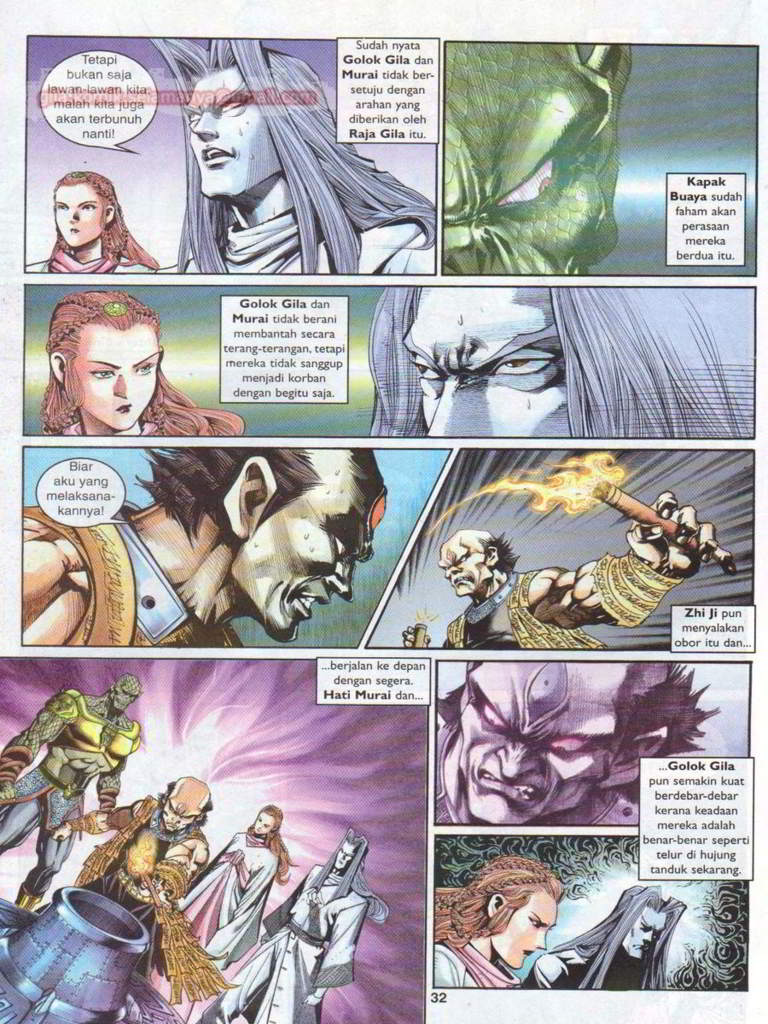 Tetapi
bukan saja
lawan-lawan kita,
malah kita juga
akan terbunuh
nanti!
Sudah nyata
Golok Gila dan
Murai tidak ber-
setuju dengan
arahan yang
diberikan oleh
Raja Gila itu.
Kapak
Buaya sudah
faham akan
perasaan
mereka
berdua itu.
Golok Gila dan
Murai tidak berani
membantah secara
terang-terangan, tetapi
mereka tidak sanggup
menjadi korban
dengan begitu saja.
Biar
aku yang
melaksana-
kannya!
Zhi Ji pun
menyalakan
obor itu dan...
...berjalan ke depan
dengan segera.
Hati Murai dan...
...Golok Gila
pun semakin kuat
berdebar-debar
kerana keadaan
mereka adalah
benar-benar seperti
telur di hujung
tanduk sekarang.
32